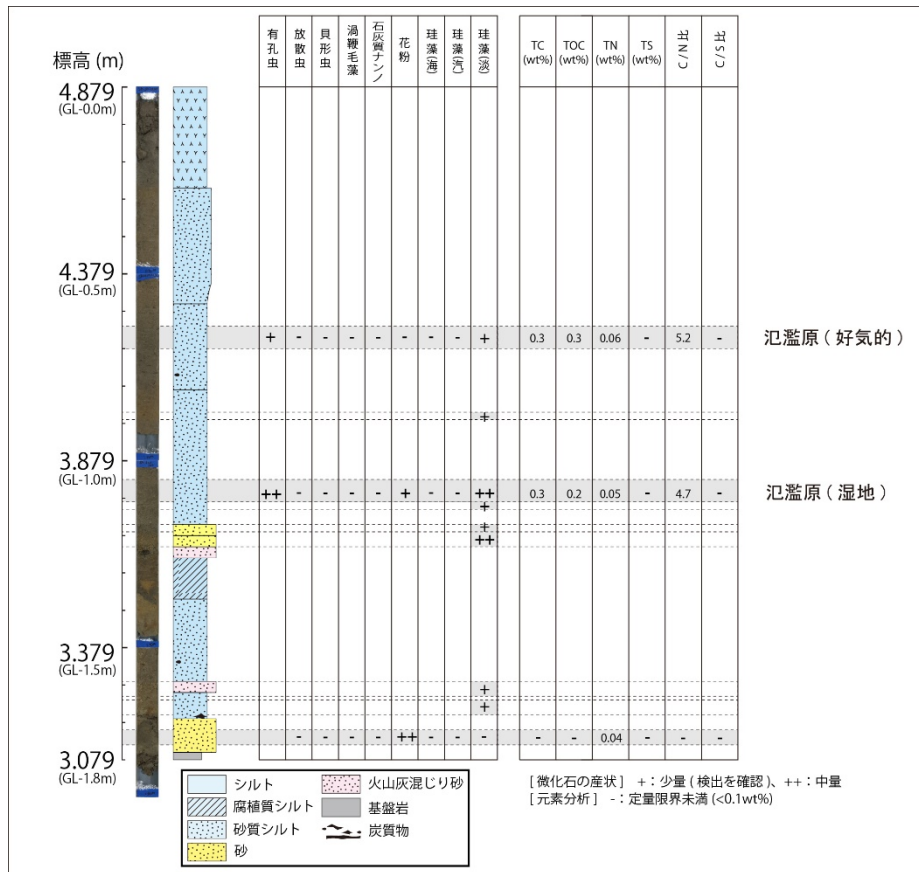 標高 (m)
有孔虫
放散虫
貝形虫
渦鞭毛藻
石灰質ナンノ
花粉
珪藻(海)
珪藻(汽)
珪藻(淡)
TC (wt%)
TOC (wt%)
TN (wt%)
TS (wt%)
C/N比
C/S比
4.879
(GL-0.0m)
4.379
(GL-0.5m)
+ - - - - - - - + 0.3 0.3 0.06 - 5.2 -
氾濫原 ( 好気的 )
+
3.879
(GL-1.0m)
++ - - - - + - - ++ 0.3 0.2 0.05 - 4.7 -
氾濫原 ( 湿地 )
+
+
++
3.379
(GL-1.5m)
+
+
- - - - ++ - - - - - 0.04 - - -
3.079
(GL-1.8m)
シルト
腐植質シルト
砂質シルト
砂
火山灰混じり砂
基盤岩
炭質物
[ 微化石の産状 ] +：少量 ( 検出を確認 )、++：中量
[ 元素分析 ] -：定量限界未満 (<0.1wt%)